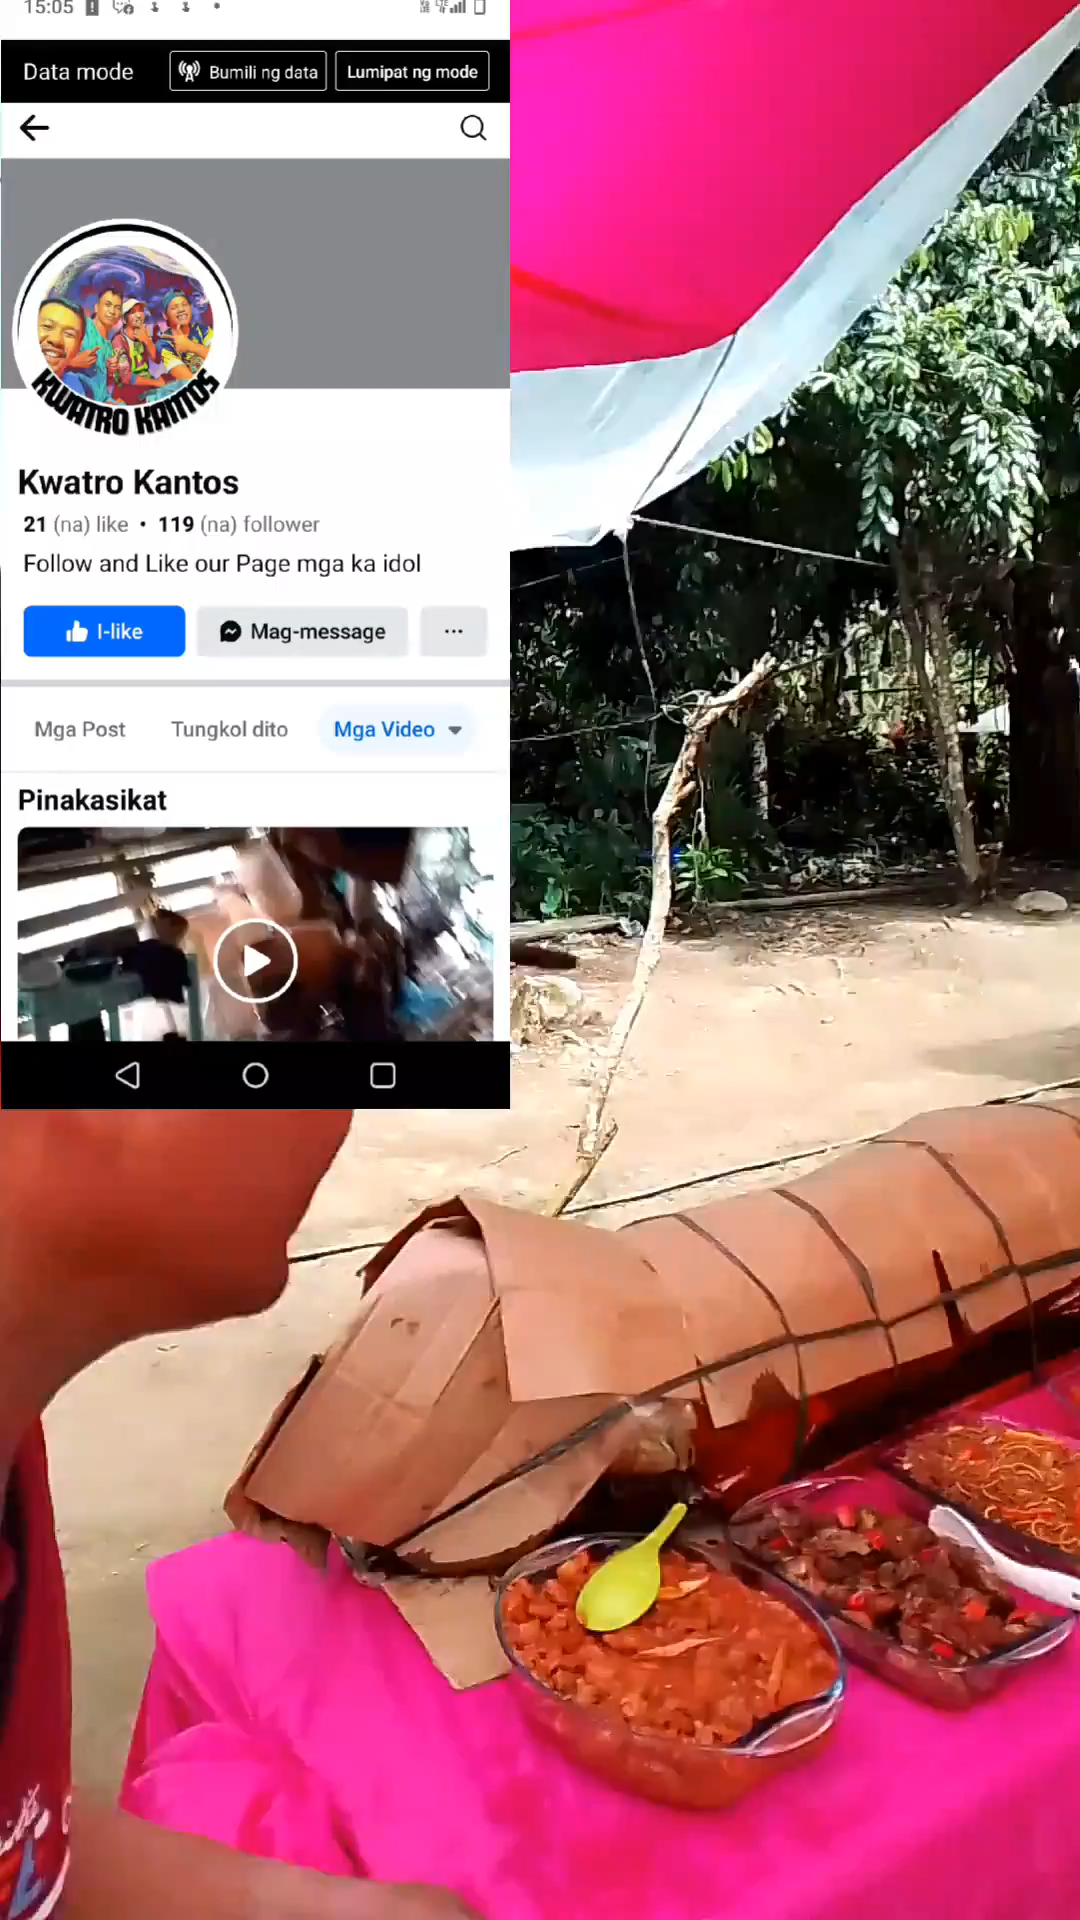 15:05
Data mode
Bumili ng data
Lumipat ng mode
KWATRO KANTOS
Kwatro Kantos
21 (na) like • 119 (na) follower
Follow and Like our Page mga ka idol
I-like
Mag-message
Mga Post
Tungkol dito
Mga Video
Pinakasikat